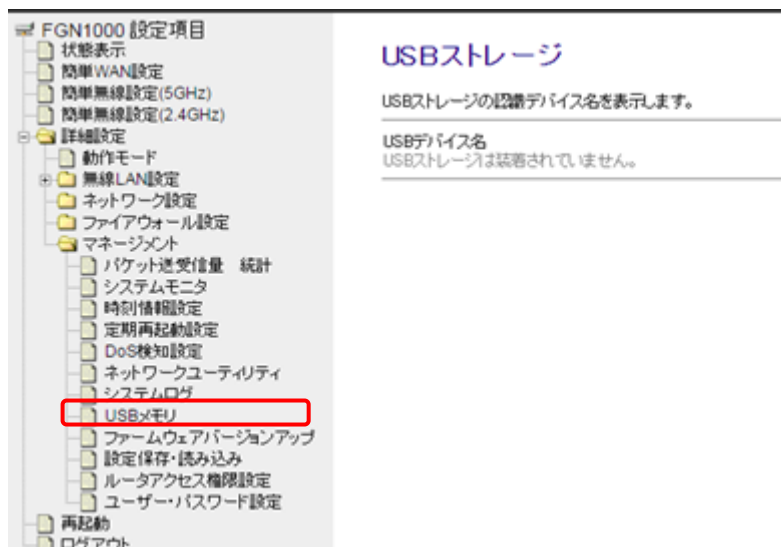 FGN1000 設定項目
状態表示
簡単WAN設定
簡単無線設定(5GHz)
簡単無線設定(2.4GHz)
詳細設定
動作モード
無線LAN設定
ネットワーク設定
ファイアウォール設定
マネージメント
パケット送受信量 統計
システムモニタ
時刻情報設定
定期再起動設定
DoS検知設定
ネットワークユーティリティ
システムログ
USBメモリ
ファームウェアバージョンアップ
設定保存・読み込み
ルータアクセス権限設定
ユーザー・パスワード設定
再起動
ログアウト
USBストレージ
USBストレージの認識デバイス名を表示します。
USBデバイス名
USBストレージは装着されていません。